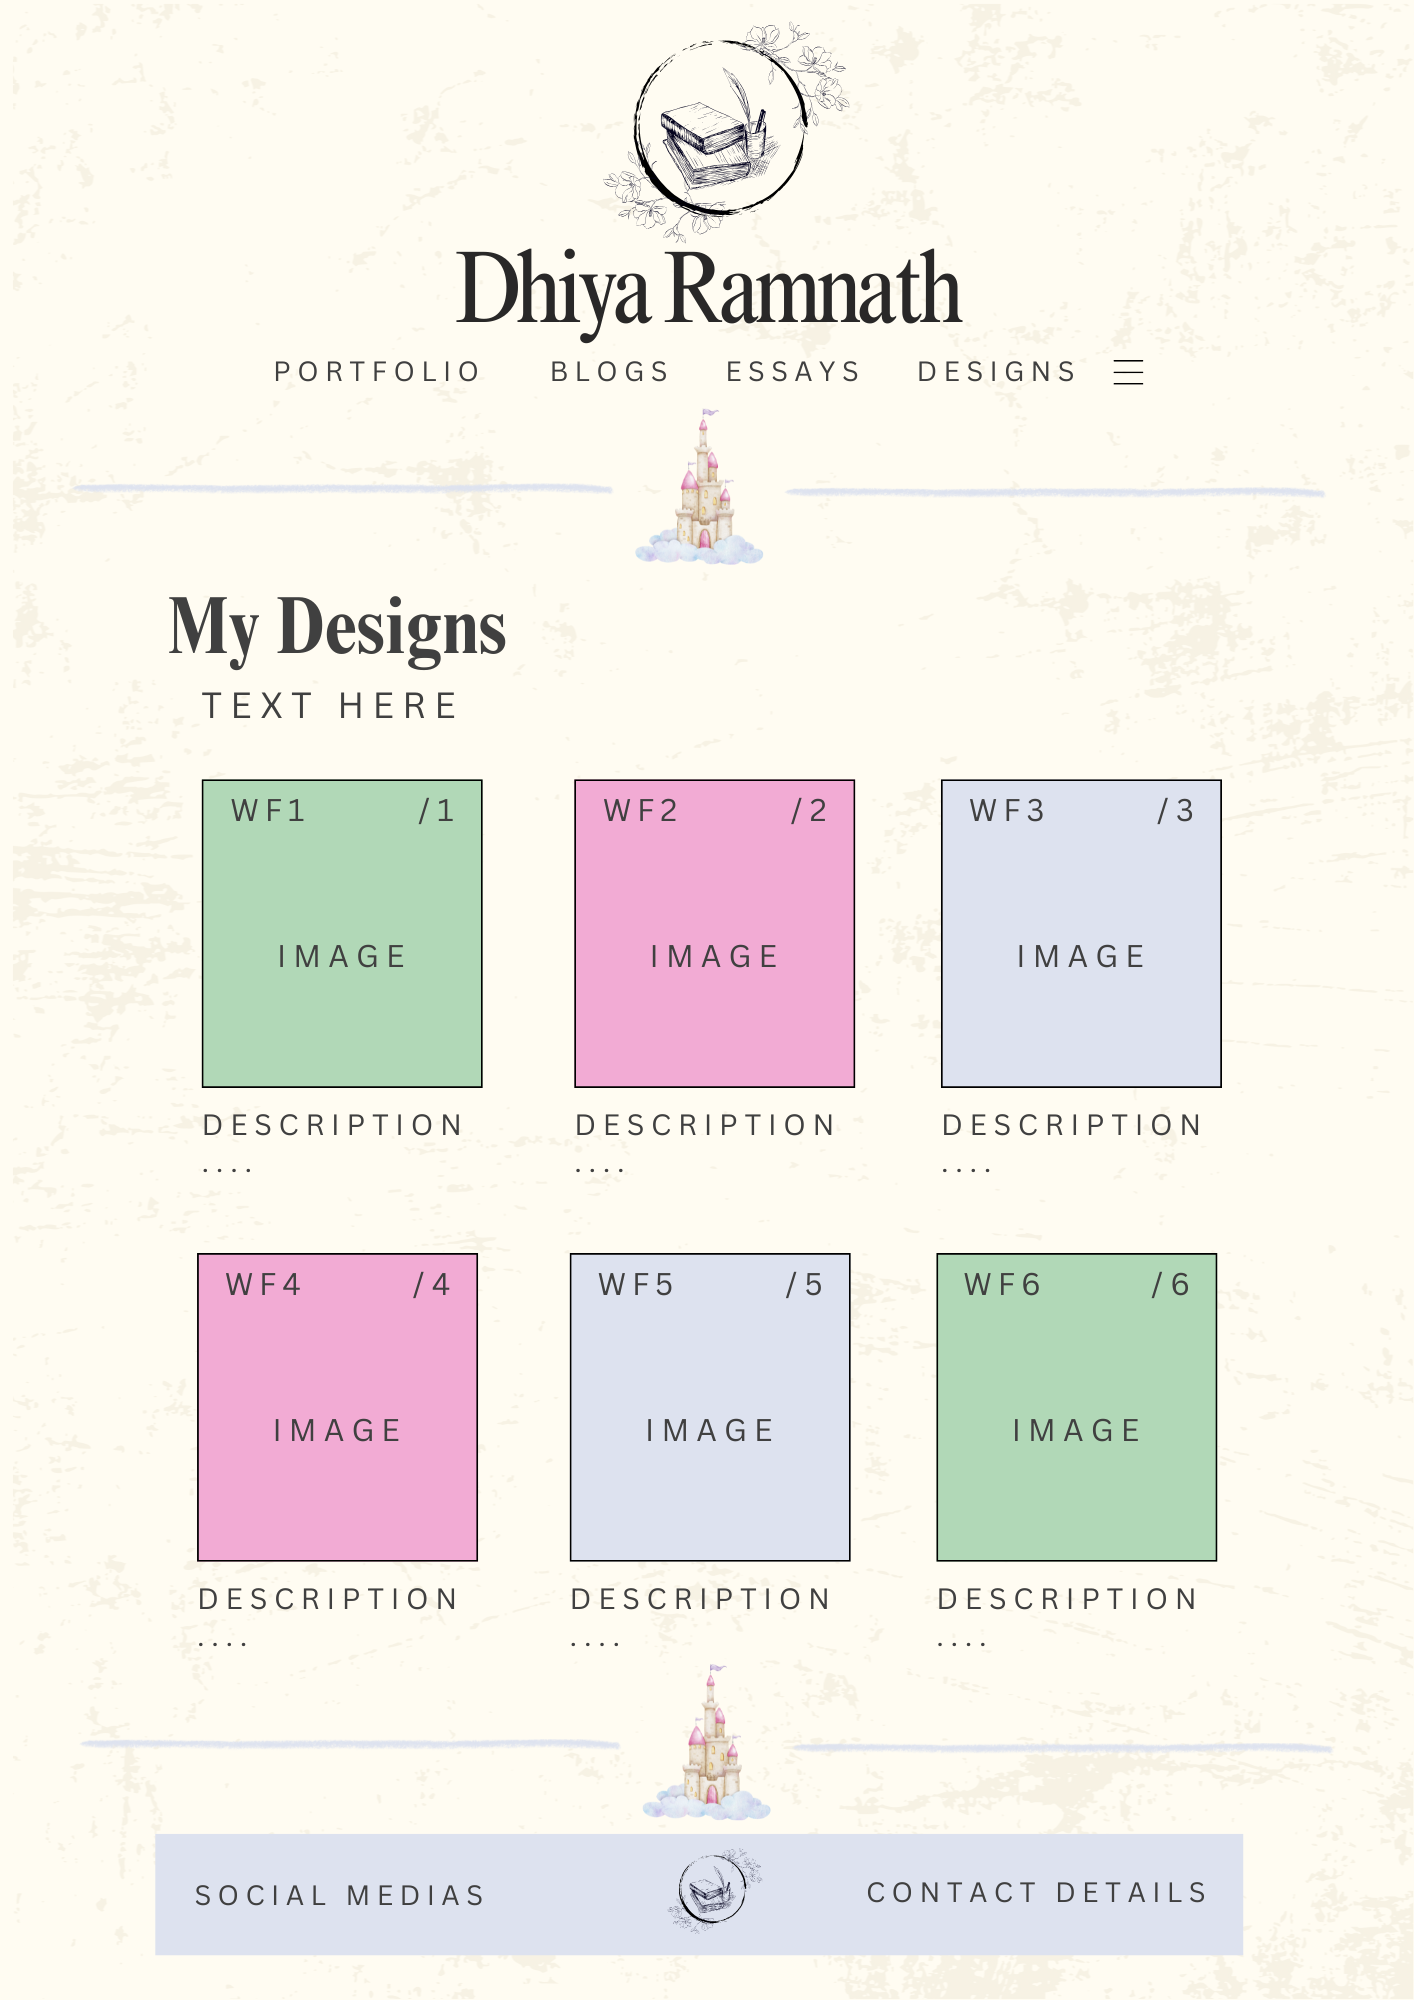 Dhiya Ramnath
PORTFOLIO BLOGS ESSAYS DESIGNS
My Designs
TEXT HERE
WF1 /1 WF2 /2 WF3 /3
IMAGE IMAGE IMAGE
DESCRIPTION DESCRIPTION DESCRIPTION
.... .... ....
WF4 /4 WF5 /5 WF6 /6
IMAGE IMAGE IMAGE
DESCRIPTION DESCRIPTION DESCRIPTION
.... .... ....
SOCIAL MEDIAS CONTACT DETAILS